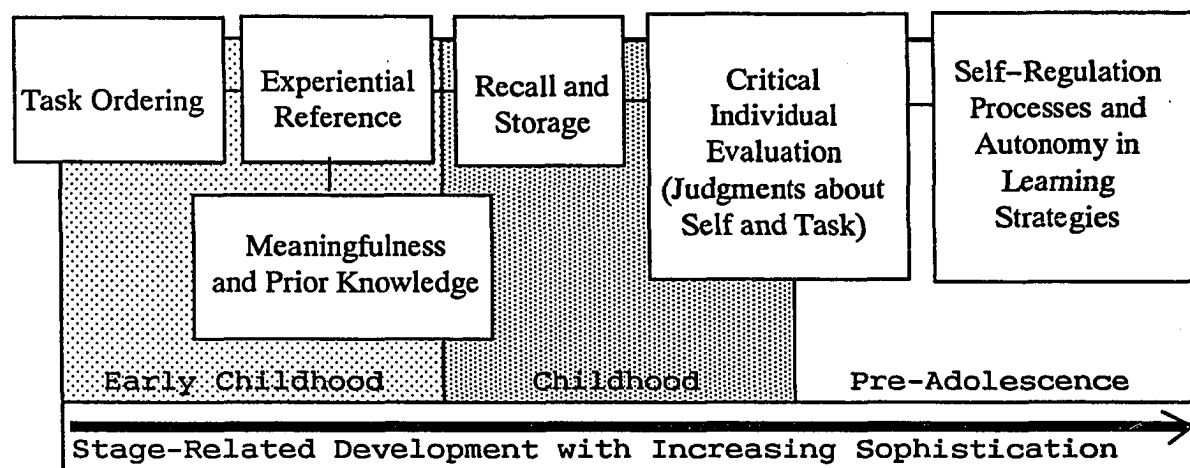 Task Ordering
Experiential
Reference
Recall and
Storage
Critical
Individual
Evaluation
(Judgments about
Self and Task)
Self-Regulation
Processes and
Autonomy in
Learning
Strategies
Meaningfulness
and Prior Knowledge
Early Childhood
Childhood
Pre-Adolescence
Stage-Related Development with Increasing Sophistication